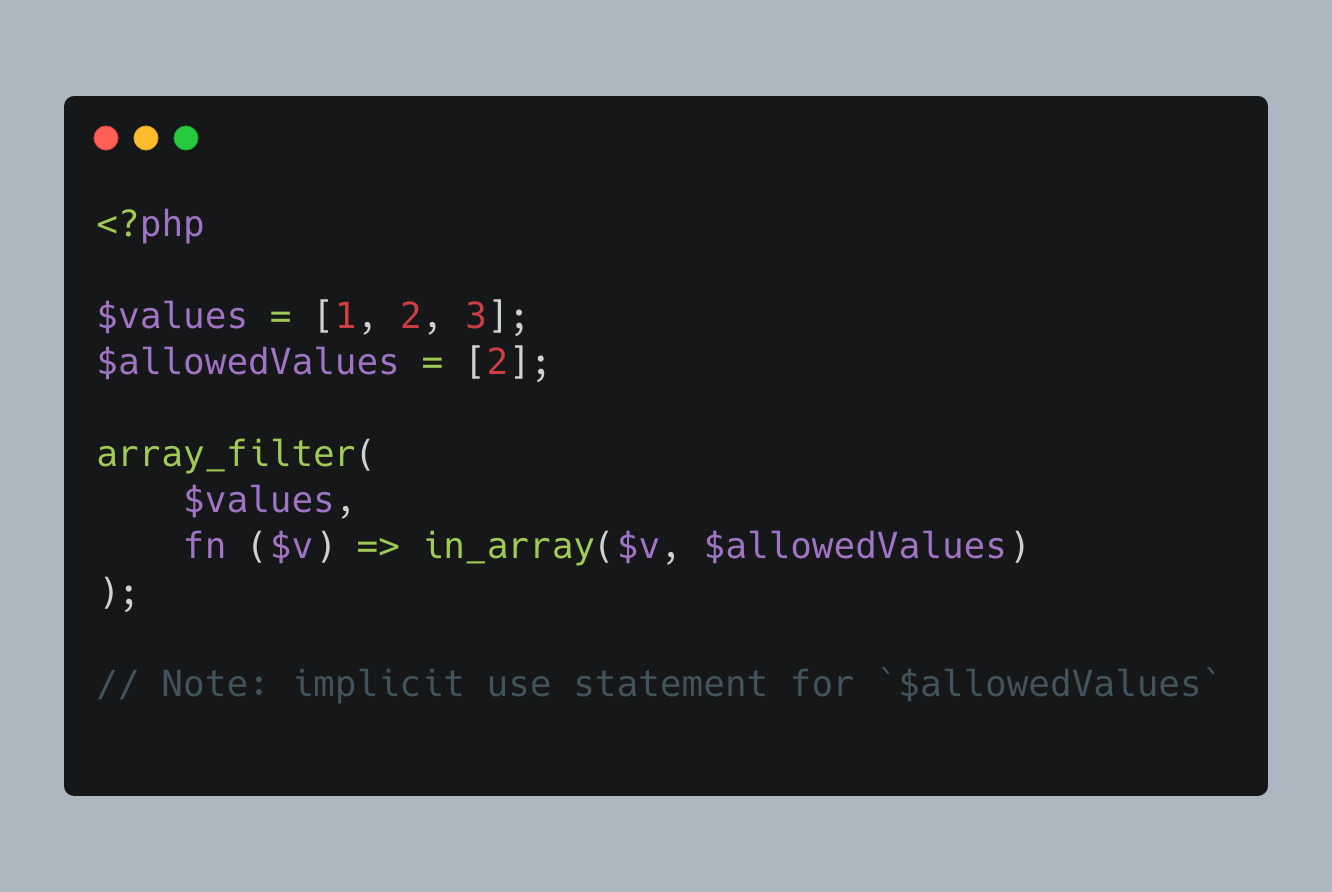 <?php
$values = [1, 2, 3];
$allowedValues = [2];
array_filter(
    $values,
    fn ($v) => in_array($v, $allowedValues)
);
// Note: implicit use statement for `$allowedValues`